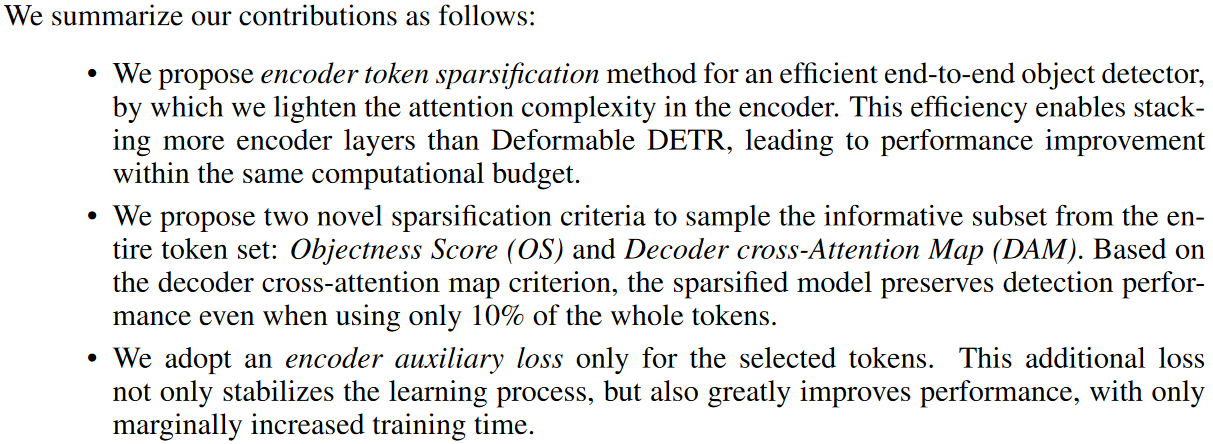 We summarize our contributions as follows:
• We propose encoder token sparsification method for an efficient end-to-end object detector,
by which we lighten the attention complexity in the encoder. This efficiency enables stack-
ing more encoder layers than Deformable DETR, leading to performance improvement
within the same computational budget.
• We propose two novel sparsification criteria to sample the informative subset from the en-
tire token set: Objectness Score (OS) and Decoder cross-Attention Map (DAM). Based on
the decoder cross-attention map criterion, the sparsified model preserves detection perfor-
mance even when using only 10% of the whole tokens.
• We adopt an encoder auxiliary loss only for the selected tokens. This additional loss
not only stabilizes the learning process, but also greatly improves performance, with only
marginally increased training time.